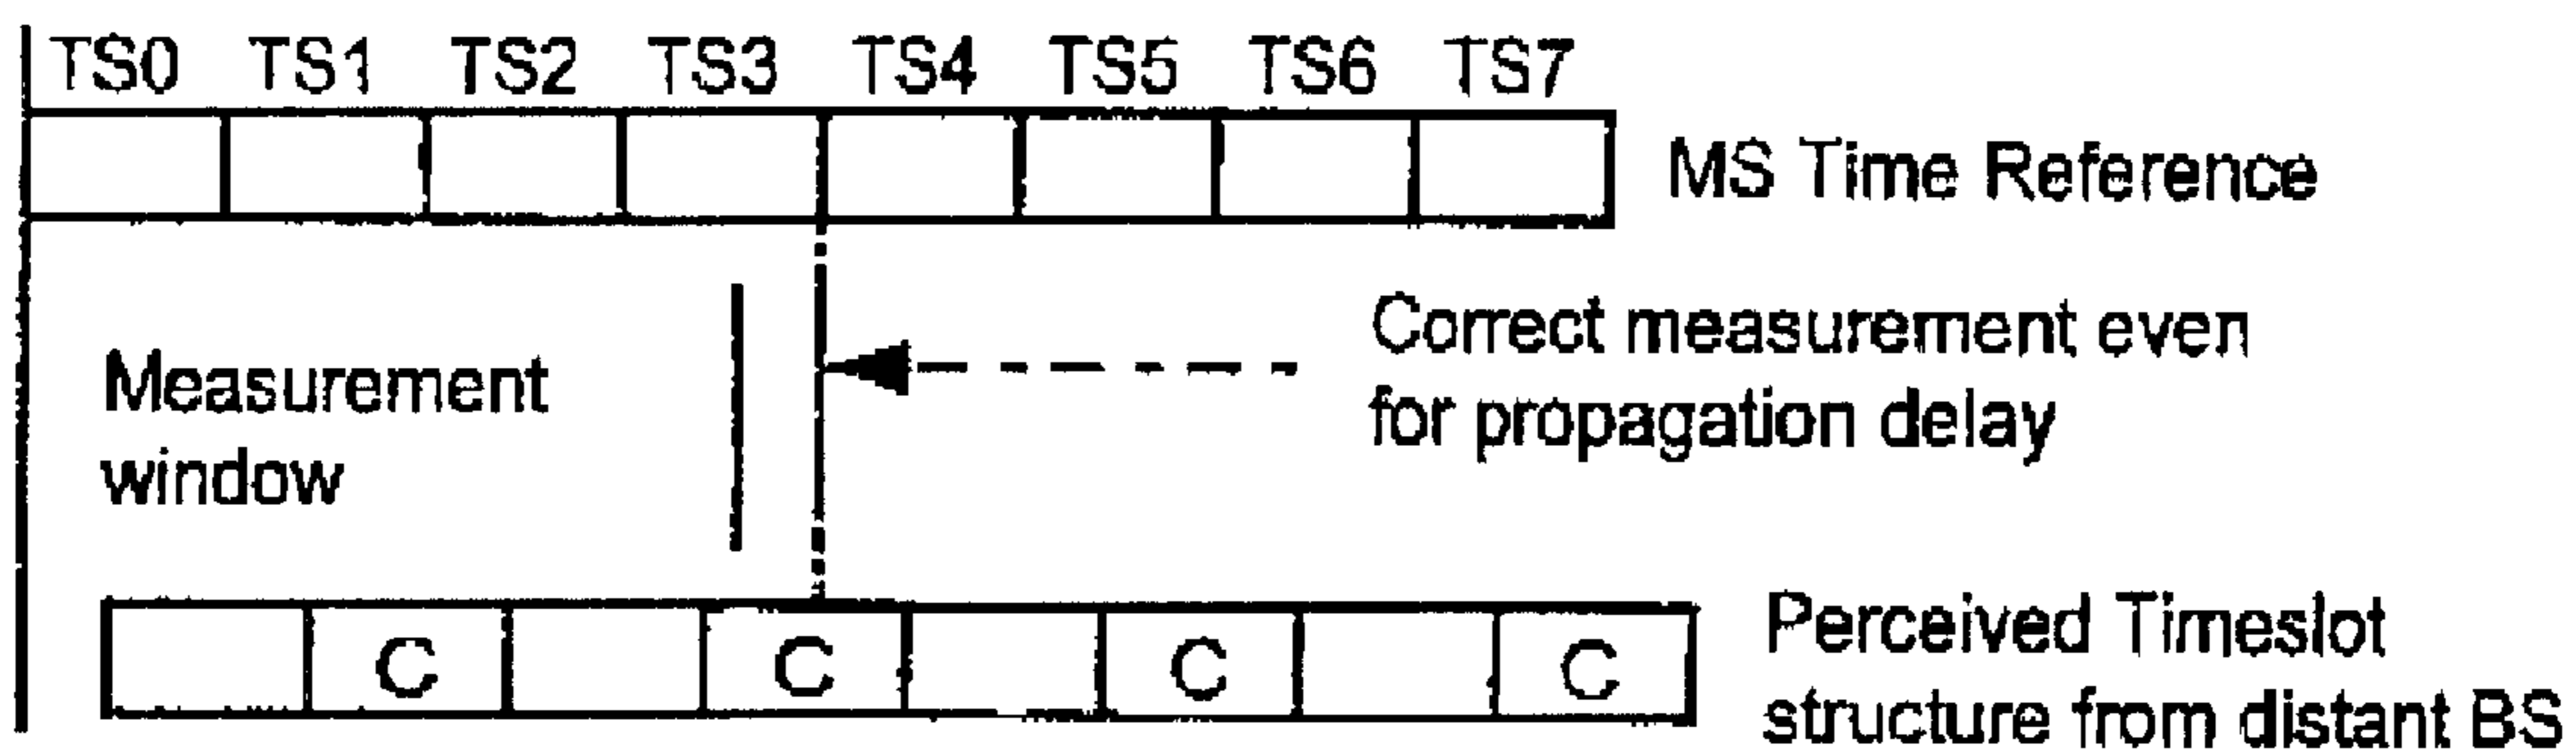 TS0 TS1 TS2 TS3 TS4 TS5 TS6 TS7
MS Time Reference
Measurement
window
Correct measurement even
for propagation delay
C C C C
Perceived Timeslot
structure from distant BS